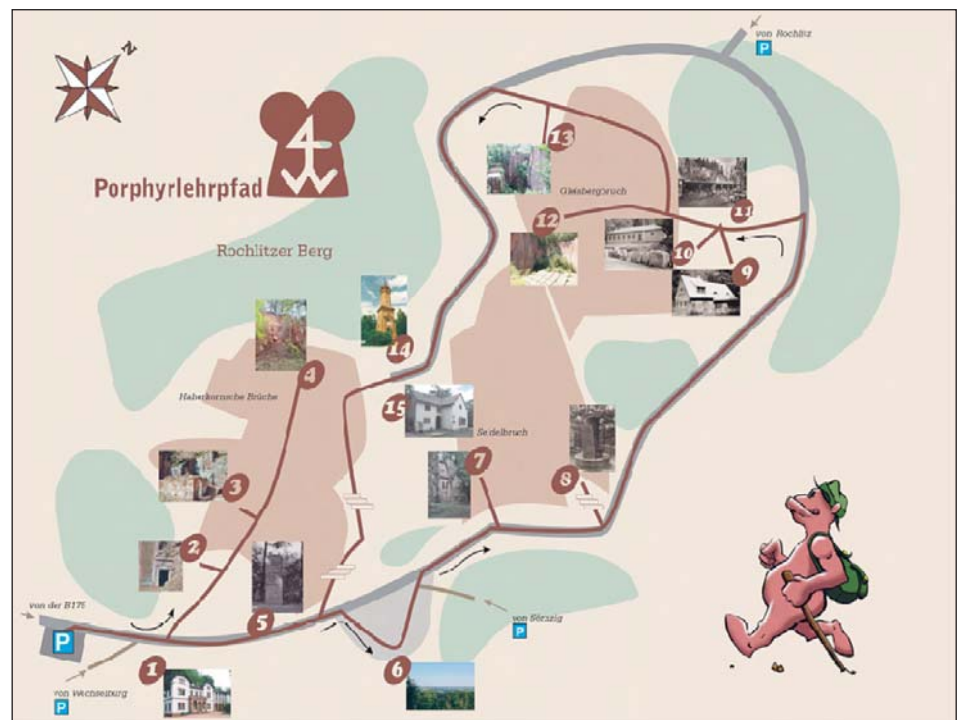 N
von Rochlitz
P
4
Porphyrlehrpfad
Rochlitzer Berg
13
Gleisbergbruch
12
11
10
9
14
4
Haberkornsche Brüche
15
Seidelbruch
3
7
8
2
von der B175
P
5
von Sörnzig
P
1
6
von Wechselburg
P